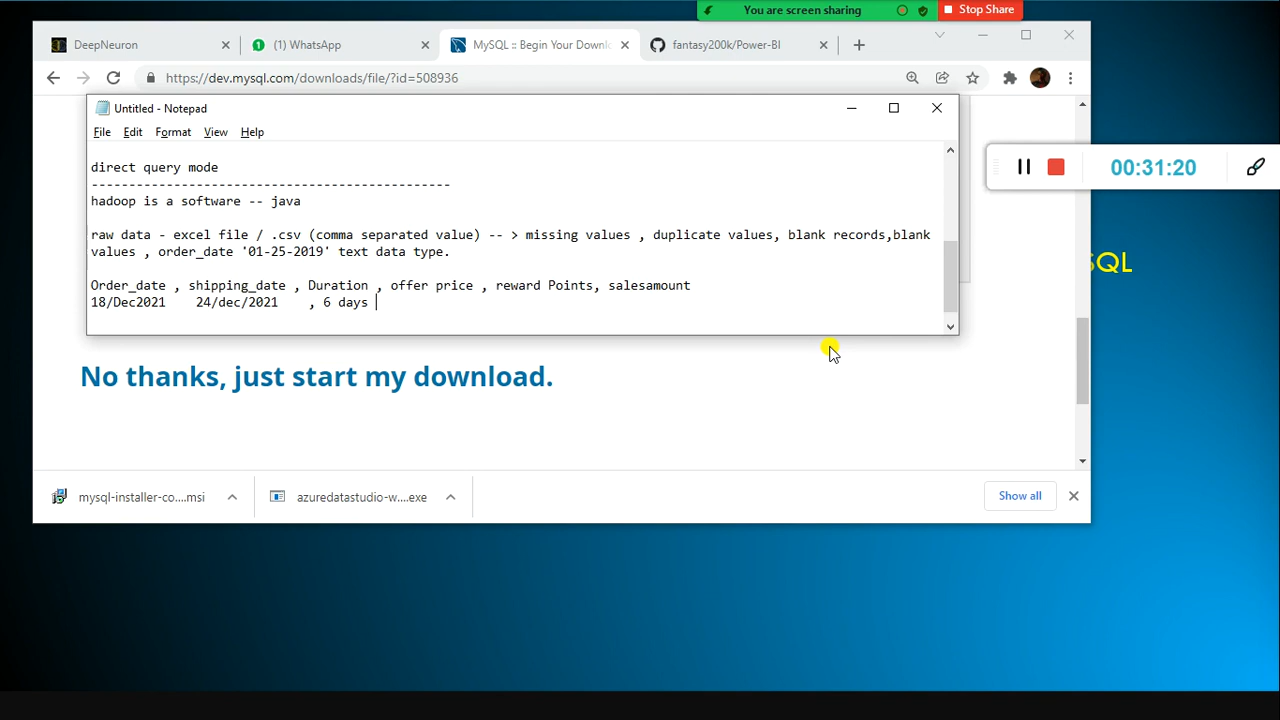 You are screen sharing
Stop Share
DeepNeuron
(1) WhatsApp
MySQL :: Begin Your Downl
fantasy200k/Power-BI
https://dev.mysql.com/downloads/file/?id=508936
Untitled - Notepad
File Edit Format View Help
direct query mode
------------------------------------------------
hadoop is a software -- java
raw data - excel file / .csv (comma separated value) -- > missing values , duplicate values, blank records,blank
values , order_date '01-25-2019' text data type.
Order_date , shipping_date , Duration , offer price , reward Points, salesamount
18/Dec2021 24/dec/2021 , 6 days
00:31:20
SQL
No thanks, just start my download.
mysql-installer-co....msi
azuredatastudio-w....exe
Show all